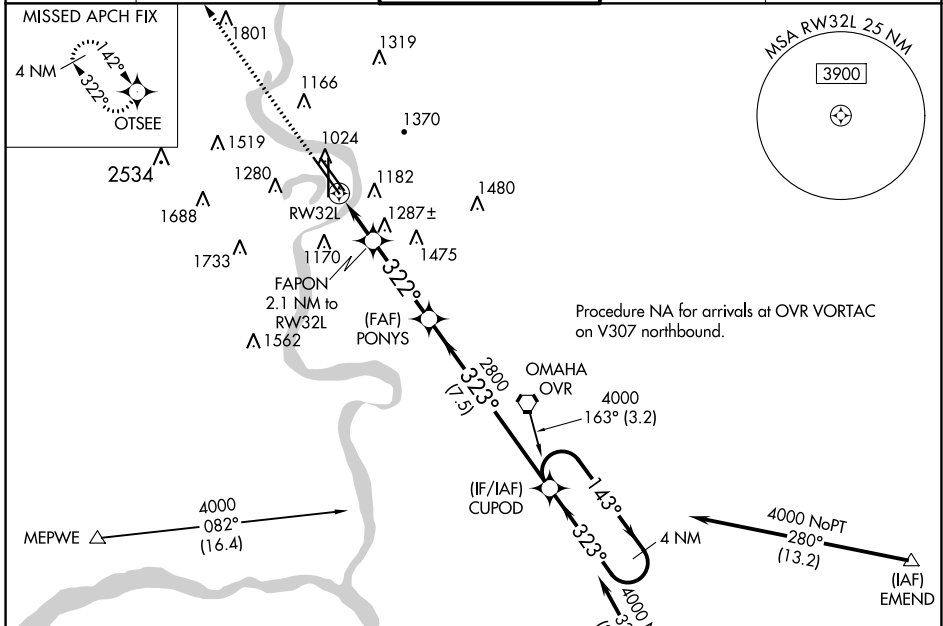 MISSED APCH FIX
4 NM
142°
322°
OTSEE
1801
1319
1166
1370
1519
1024
2534
1280
1182
1480
1688
RW32L
1287±
1733
1170
1475
FAPON
2.1 NM to
RW32L
322°
1562
(FAF)
PONYS
MSA RW32L 25 NM
3900
Procedure NA for arrivals at OVR VORTAC
on V307 northbound.
2800
323°
(7.5)
OMAHA
OVR
4000
163° (3.2)
(IF/IAF)
CUPOD
143°
323°
4 NM
MEPWE
4000
082°
(16.4)
4000 NoPT
280°
(13.2)
(IAF)
EMEND
4000